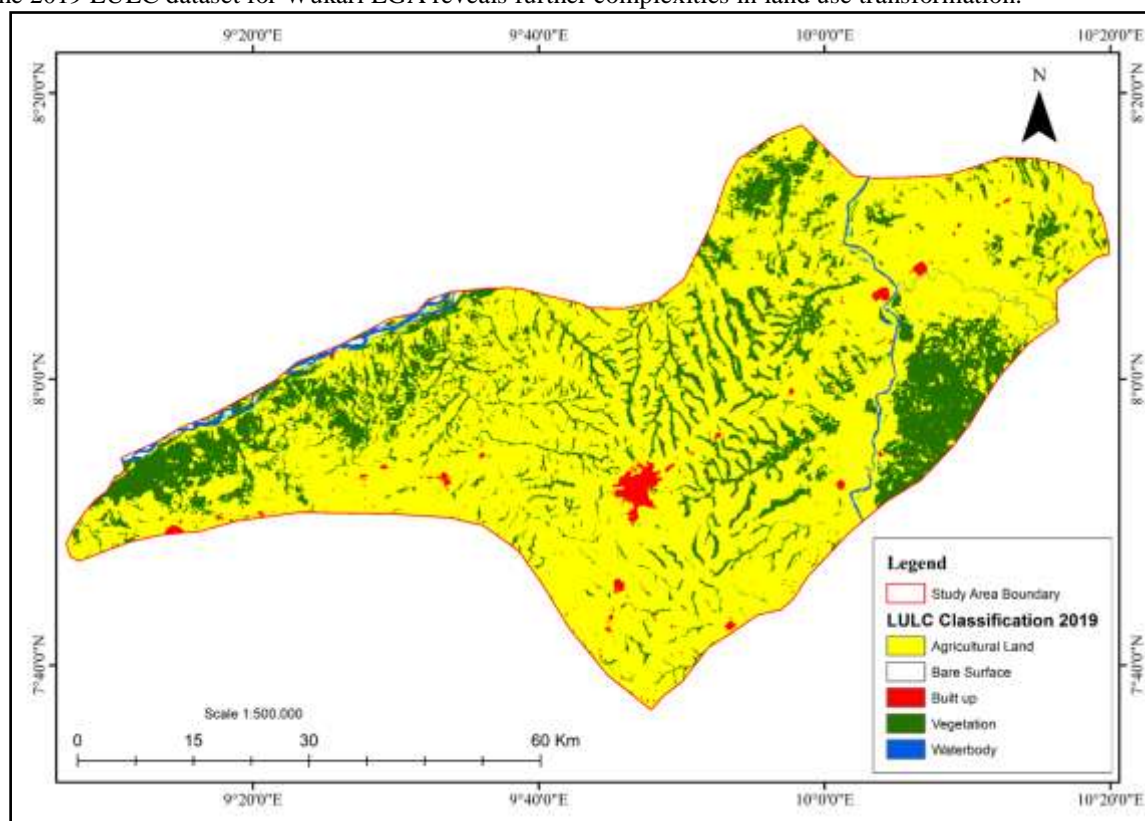 The 2019 LULC dataset for Wukari LGA reveals further complexities in land use transformation.
9°20'0"E 9°40'0"E 10°0'0"E 10°20'0"E
8°20'0"N 8°20'0"N
N
8°0'0"N 8°0'0"N
Legend
Study Area Boundary
LULC Classification 2019
Agricultural Land
Bare Surface
Built up
Vegetation
Waterbody
7°40'0"N 7°40'0"N
Scale 1:500.000
0 15 30 60 Km
9°20'0"E 9°40'0"E 10°0'0"E 10°20'0"E